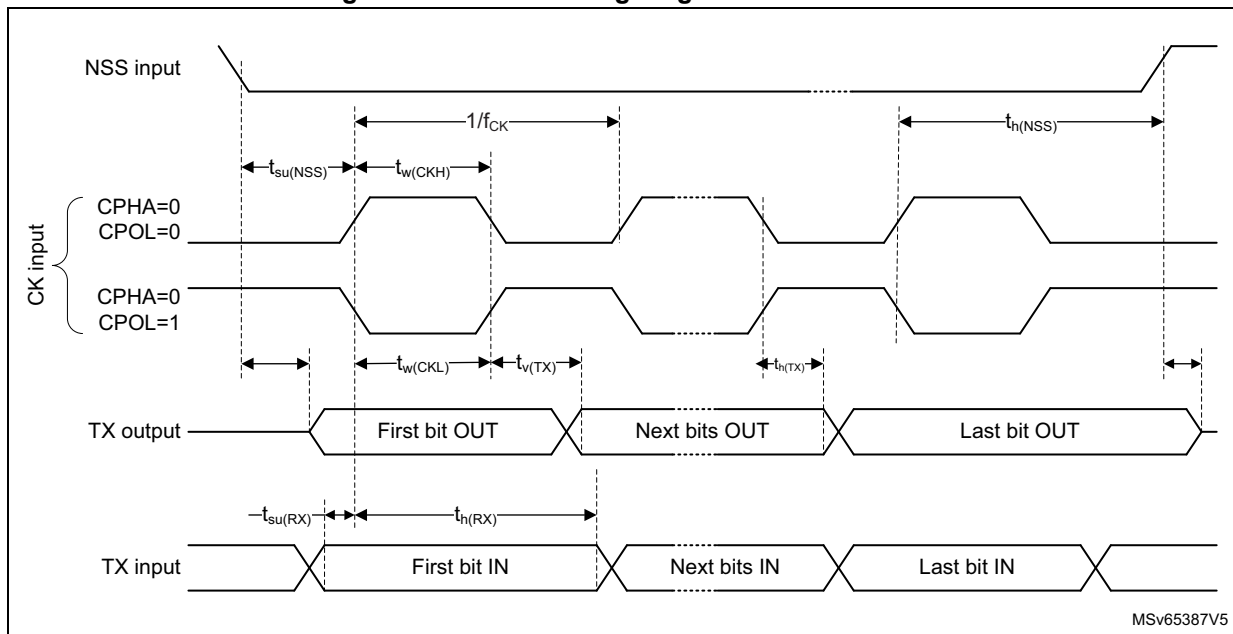 NSS input
1/fCK
th(NSS)
tsu(NSS)
tw(CKH)
CK input
CPHA=0
CPOL=0
CPHA=0
CPOL=1
tw(CKL)
tv(TX)
th(TX)
TX output
First bit OUT
Next bits OUT
Last bit OUT
tsu(RX)
th(RX)
TX input
First bit IN
Next bits IN
Last bit IN
MSv65387V5